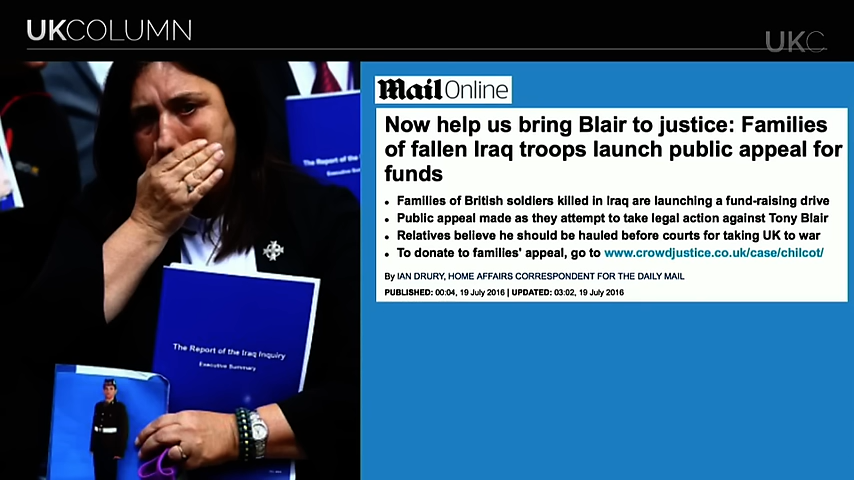 UKCOLUMN
UKC
Mail Online
Now help us bring Blair to justice: Families
of fallen Iraq troops launch public appeal for
funds
• Families of British soldiers killed in Iraq are launching a fund-raising drive
• Public appeal made as they attempt to take legal action against Tony Blair
• Relatives believe he should be hauled before courts for taking UK to war
• To donate to families' appeal, go to www.crowdjustice.co.uk/case/chilcot/
By IAN DRURY, HOME AFFAIRS CORRESPONDENT FOR THE DAILY MAIL
PUBLISHED: 00:04, 19 July 2016 | UPDATED: 03:02, 19 July 2016
The Report of the
Executive Summary
The Report of the Iraq Inquiry
Executive Summary